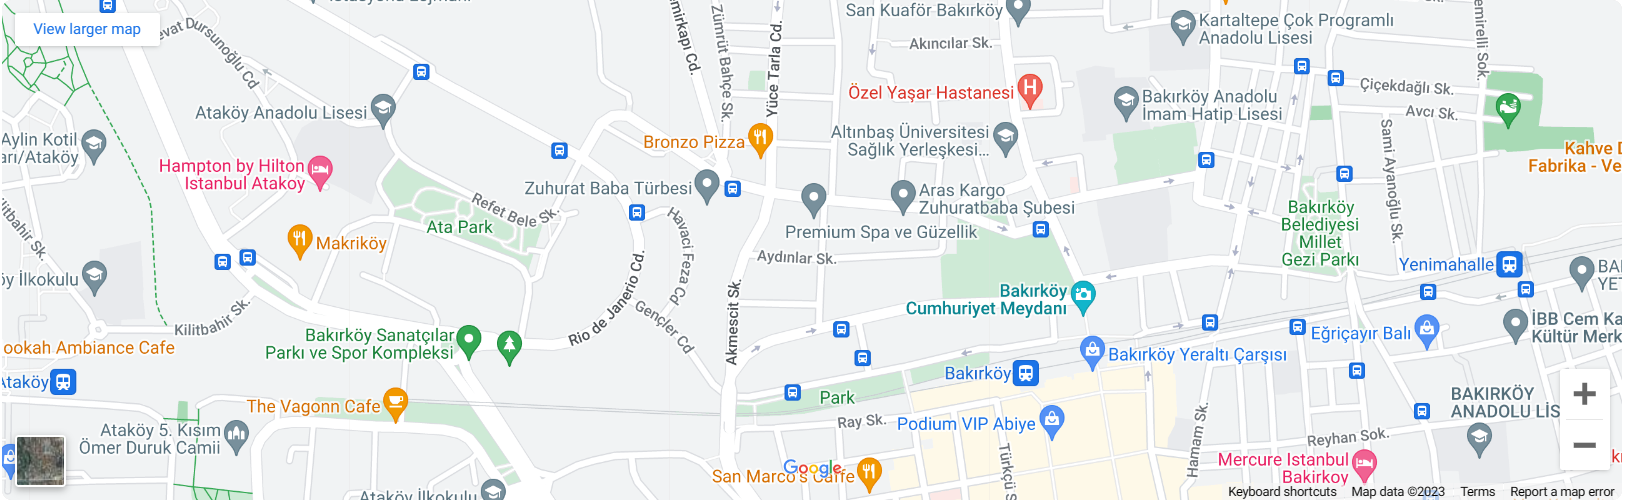 View larger map
San Kuaför Bakırköy
Kartaltepe Çok Programlı
Anadolu Lisesi
Akıncılar Sk.
Zümrüt Bahçe Sk.
Yüce Tarla Cd.
Özel Yaşar Hastanesi
Çiçekdağlı Sk.
Avcı Sk.
Ataköy Anadolu Lisesi
Bakırköy Anadolu
İmam Hatip Lisesi
Aylin Kotil
Bronzo Pizza
Altınbaş Üniversitesi
Sağlık Yerleşkesi...
Sami Ayanoğlu Sk.
Kahve D
Fabrika - Ve
Hampton by Hilton
Istanbul Atakoy
Zuhurat Baba Türbesi
Aras Kargo
Zuhuratbaba Şubesi
Refet Bele Sk.
Ata Park
Makriköy
Premium Spa ve Güzellik
Bakırköy
Belediyesi
Millet
Gezi Parkı
Havacı Feza Cd
Aydınlar Sk.
Yenimahalle
Kilitbahir Sk.
Rio de Janerio Cd.
Gençler Cd
Akmescit Sk.
Bakırköy
Cumhuriyet Meydanı
Bakırköy Sanatçılar
Parkı ve Spor Kompleksi
Eğriçayır Balı
İBB Cem Ka
Kültür Merk
ookah Ambiance Cafe
Bakırköy Yeraltı Çarşısı
Ataköy
Bakırköy
Park
The Vagonn Cafe
BAKIRKÖY
ANADOLU LİS
Ataköy 5. Kısım
Ömer Duruk Camii
Ray Sk.
Podium VIP Abiye
Hamam Sk.
Reyhan Sok.
San Marco's Caffe
Google
Mercure Istanbul
Bakirkoy
Ataköy İlkokulu
Keyboard shortcuts
Map data ©2023
Terms
Report a map error